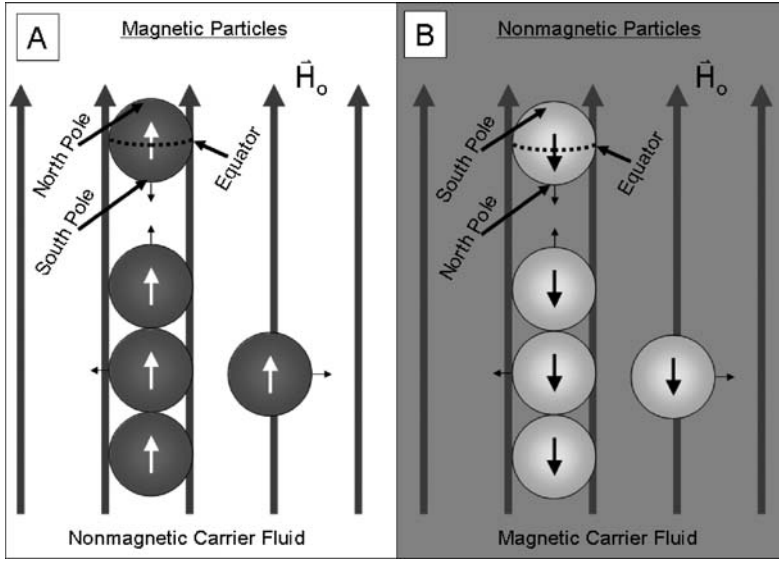 A
Magnetic Particles
H⃗o
North Pole
South Pole
Equator
Nonmagnetic Carrier Fluid
B
Nonmagnetic Particles
H⃗o
South Pole
North Pole
Equator
Magnetic Carrier Fluid